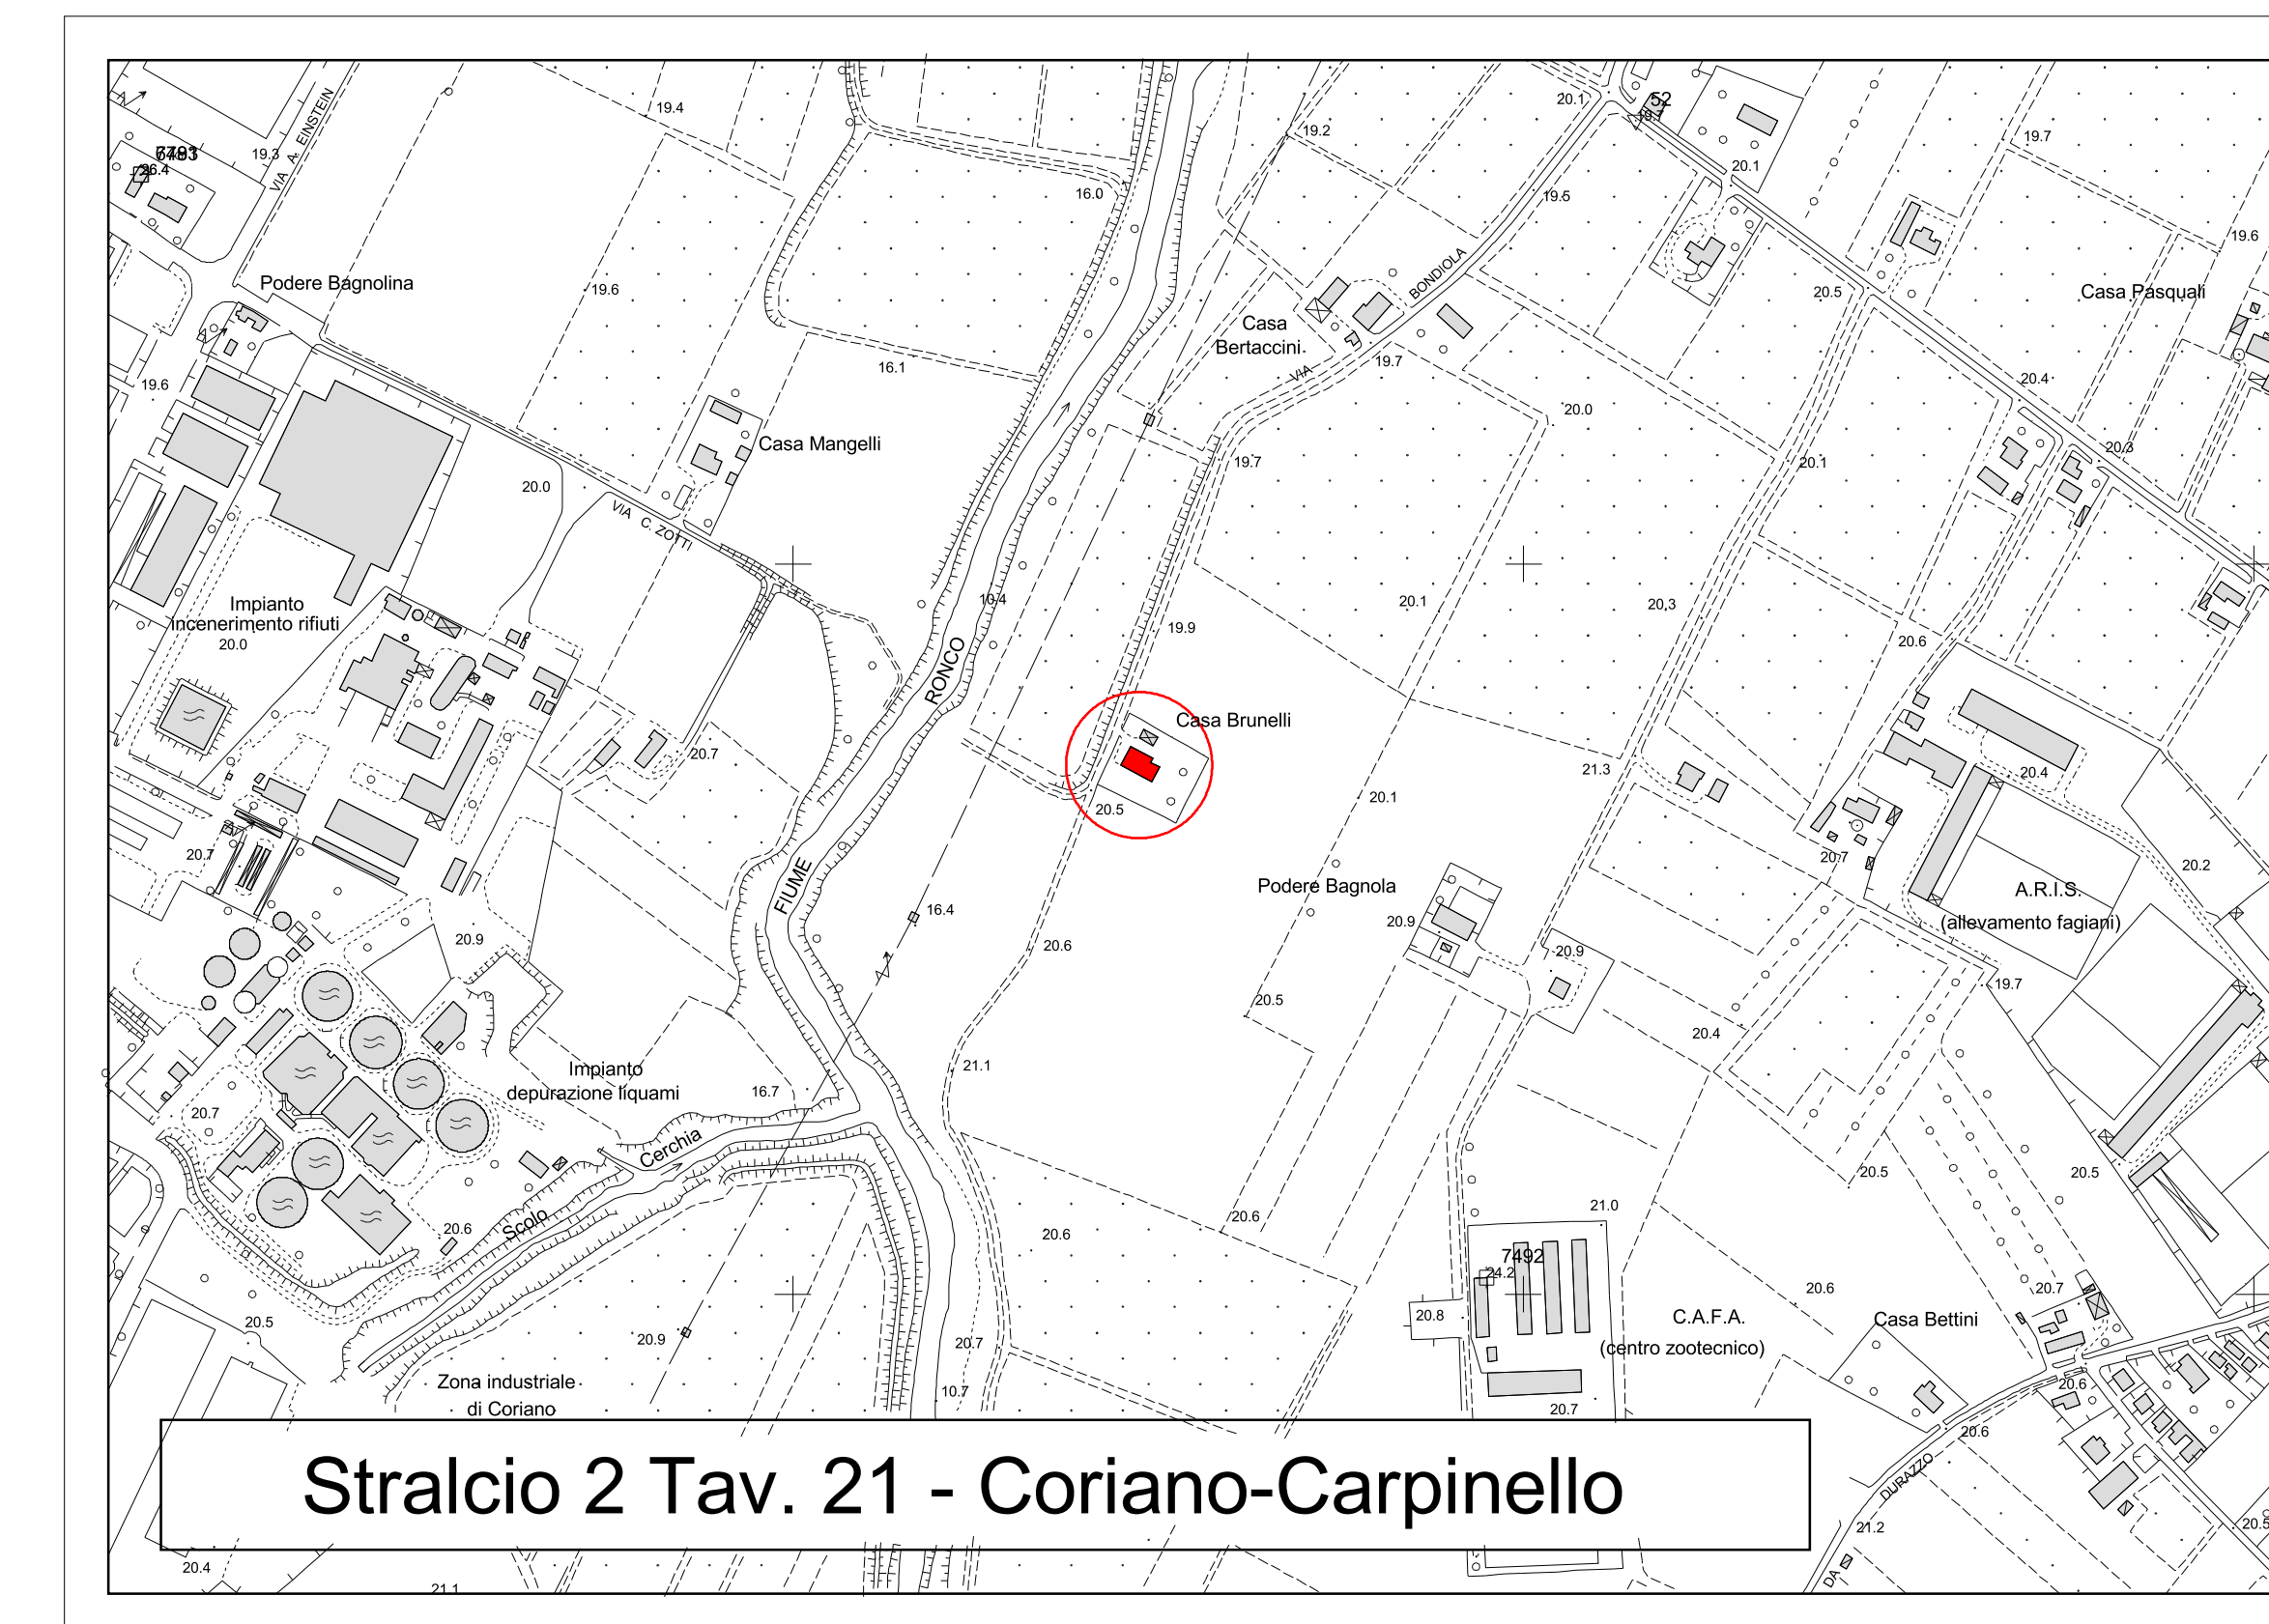 20.1
52
19.7
19.4
19.2
19.7
VIA A. EINSTEIN
19.3
26.4
20.1
16.0
19.5
19.6
Podere Bagnolina
19.6
BONDIOLA
20.5
Casa Pasquali
Casa
Bertaccini
VIA
19.7
16.1
19.6
20.4
20.0
Casa Mangelli
20.3
19.7
20.1
20.0
VIA C. ZOTTI
10.4
20.1
20.3
Impianto
incenerimento rifiuti
20.0
19.9
20.6
RONCO
Casa Brunelli
20.7
21.3
20.4
20.5
20.1
20.7
20.7
20.2
FIUME
Podere Bagnola
A.R.I.S.
(allevamento fagiani)
16.4
20.9
20.9
20.6
20.9
19.7
20.5
20.4
21.1
Impianto
depurazione liquami
16.7
20.7
Cerchia
20.5
20.5
Scolo
20.6
20.6
20.6
21.0
7492
24.2
20.6
20.7
20.5
20.9
20.7
20.8
C.A.F.A.
(centro zootecnico)
Casa Bettini
Zona industriale
di Coriano
10.7
20.7
20.6
20.6
Stralcio 2 Tav. 21 - Coriano-Carpinello
DURAZZO
21.2
20.5
DA
20.4
21.1